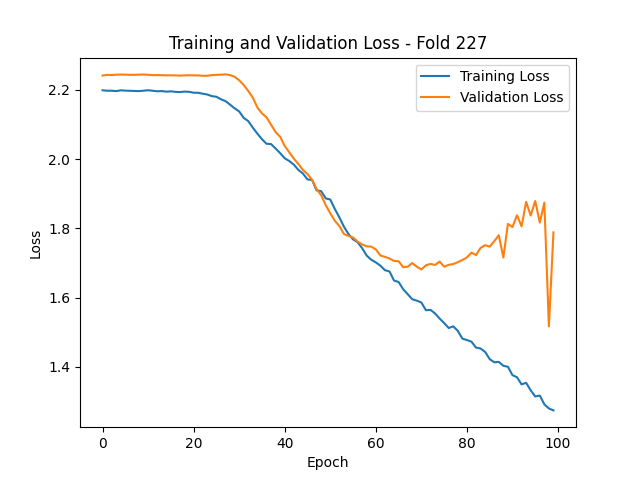 Training and Validation Loss - Fold 227
Training Loss
Validation Loss
Loss
2.2
2.0
1.8
1.6
1.4
0
20
40
60
80
100
Epoch